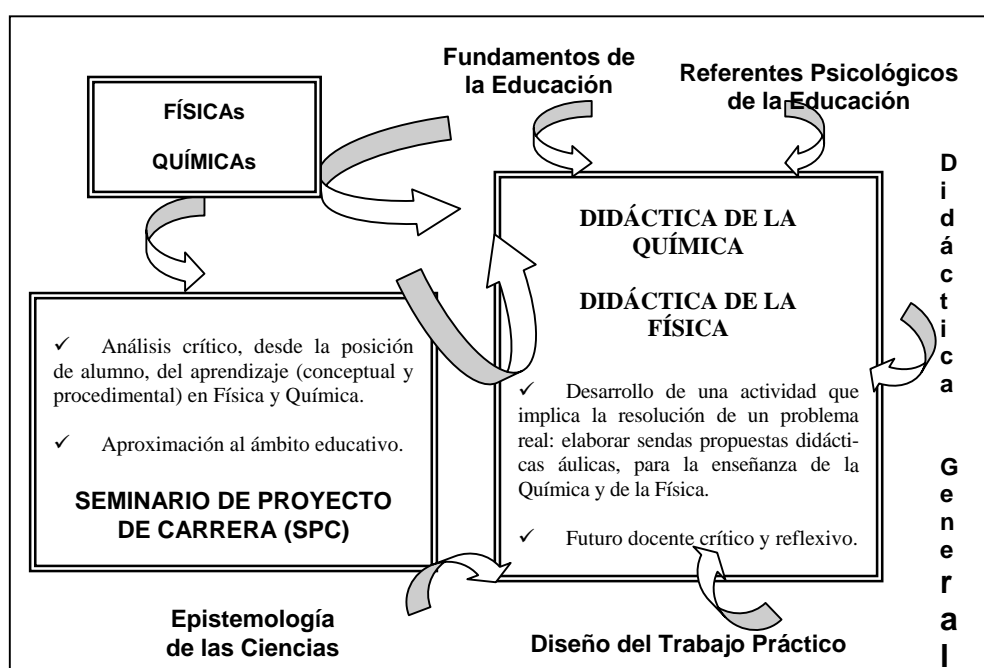 Fundamentos de
la Educación
Referentes Psicológicos
de la Educación
FÍSICAs
QUÍMICAs
Didáctica General
DIDÁCTICA DE LA
QUÍMICA
DIDÁCTICA DE LA
FÍSICA
✓ Desarrollo de una actividad que
implica la resolución de un problema
real: elaborar sendas propuestas didácti-
cas áulicas, para la enseñanza de la
Química y de la Física.
✓ Futuro docente crítico y reflexivo.
✓ Análisis crítico, desde la posición
de alumno, del aprendizaje (conceptual y
procedimental) en Física y Química.
✓ Aproximación al ámbito educativo.
SEMINARIO DE PROYECTO
DE CARRERA (SPC)
Epistemología
de las Ciencias
Diseño del Trabajo Práctico